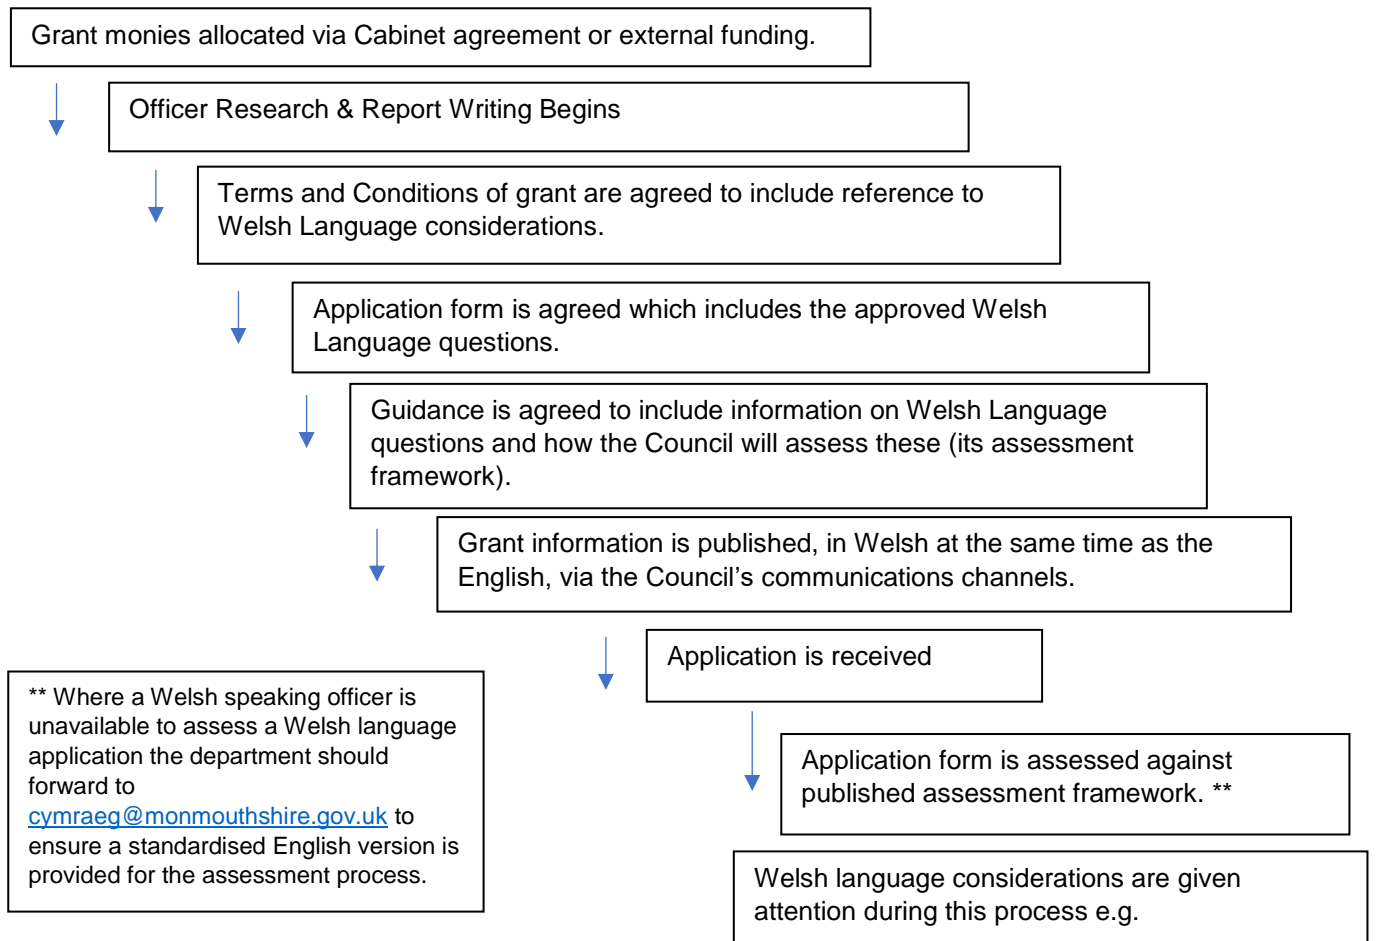 Grant monies allocated via Cabinet agreement or external funding.
Officer Research & Report Writing Begins
Terms and Conditions of grant are agreed to include reference to
Welsh Language considerations.
Application form is agreed which includes the approved Welsh
Language questions.
Guidance is agreed to include information on Welsh Language
questions and how the Council will assess these (its assessment
framework).
Grant information is published, in Welsh at the same time as the
English, via the Council’s communications channels.
Application is received
** Where a Welsh speaking officer is
unavailable to assess a Welsh language
application the department should
forward to
cymraeg@monmouthshire.gov.uk to
ensure a standardised English version is
provided for the assessment process.
Application form is assessed against
published assessment framework. **
Welsh language considerations are given
attention during this process e.g.